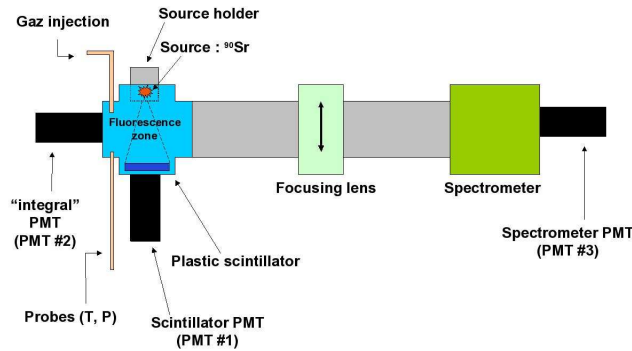 Source holder
Gaz injection
Source : ⁹⁰Sr
Fluorescence
zone
Focusing lens
Spectrometer
“integral”
PMT
(PMT #2)
Spectrometer PMT
(PMT #3)
Plastic scintillator
Probes (T, P)
Scintillator PMT
(PMT #1)